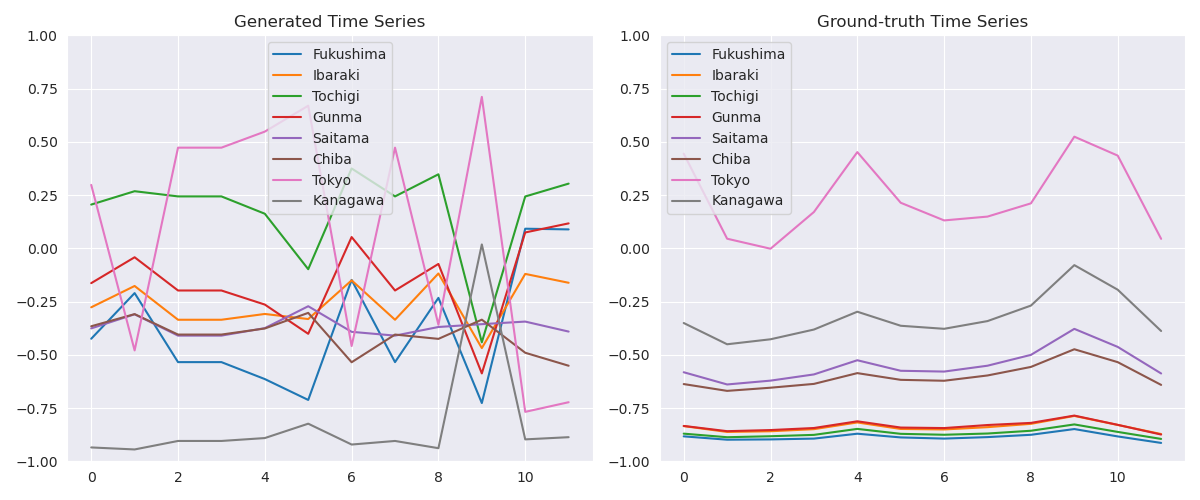 Generated Time Series
1.00
0.75
0.50
0.25
0.00
−0.25
−0.50
−0.75
−1.00
0 2 4 6 8 10
Fukushima
Ibaraki
Tochigi
Gunma
Saitama
Chiba
Tokyo
Kanagawa
Ground-truth Time Series
1.00
0.75
0.50
0.25
0.00
−0.25
−0.50
−0.75
−1.00
0 2 4 6 8 10
Fukushima
Ibaraki
Tochigi
Gunma
Saitama
Chiba
Tokyo
Kanagawa